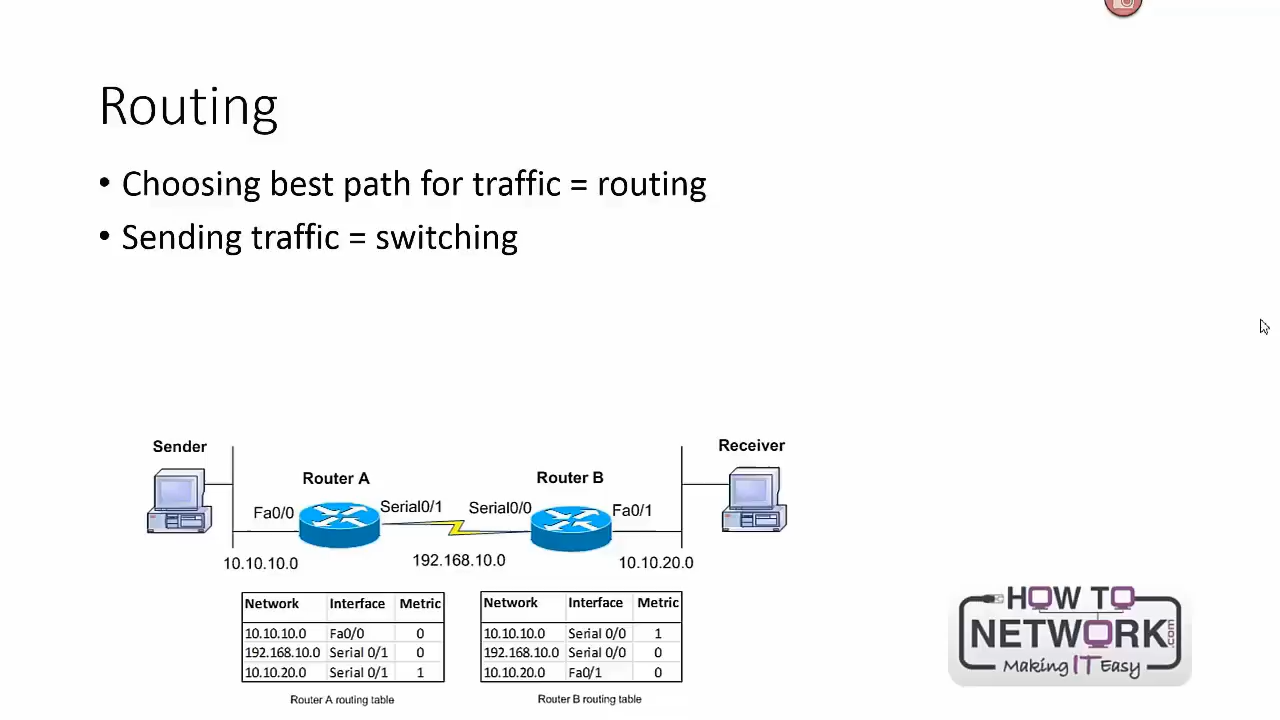 Routing
• Choosing best path for traffic = routing
• Sending traffic = switching
Sender
Receiver
Router A
Router B
Fa0/0
Serial0/1
Serial0/0
Fa0/1
10.10.10.0
192.168.10.0
10.10.20.0
Network Interface Metric
10.10.10.0 Fa0/0 0
192.168.10.0 Serial 0/1 0
10.10.20.0 Serial 0/1 1
Router A routing table
Network Interface Metric
10.10.10.0 Serial 0/0 1
192.168.10.0 Serial 0/0 0
10.10.20.0 Fa0/1 0
Router B routing table
HOW TO
NETWORK.com
Making IT Easy